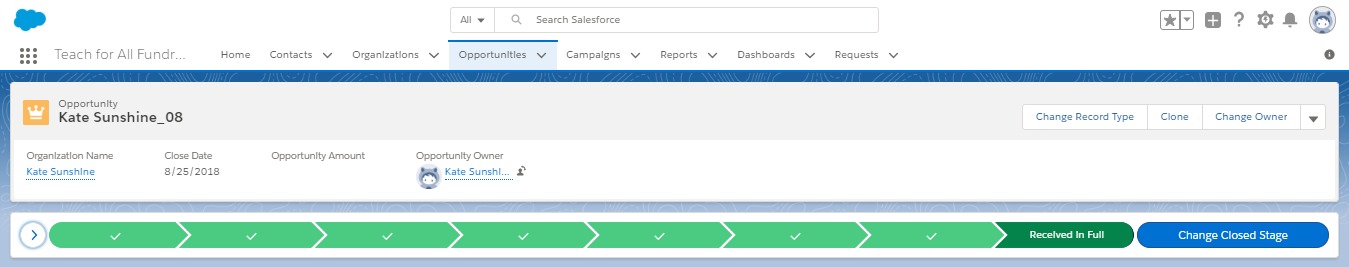 All Search Salesforce
Teach for All Fundr... Home Contacts Organizations Opportunities Campaigns Reports Dashboards Requests
Opportunity
Kate Sunshine_08
Change Record Type Clone Change Owner
Organization Name Close Date Opportunity Amount Opportunity Owner
Kate Sunshine 8/25/2018 Kate Sunshi...
Received In Full Change Closed Stage